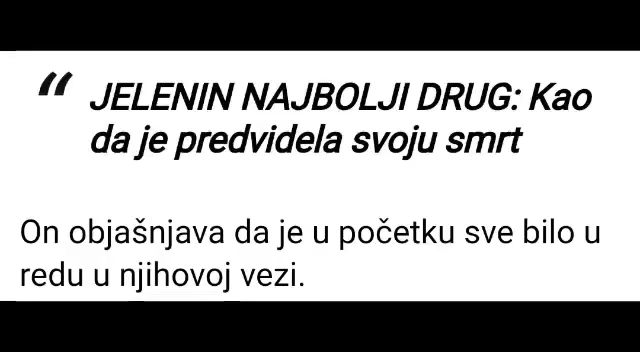 “ JELENIN NAJBOLJI DRUG: Kao
da je predvidela svoju smrt
On objašnjava da je u početku sve bilo u
redu u njihovoj vezi.